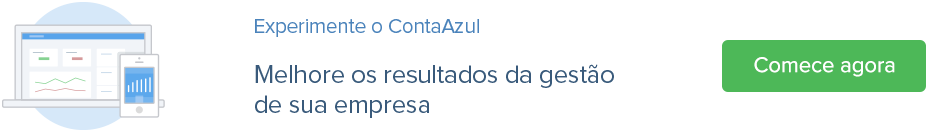 Experimente o ContaAzul
Melhore os resultados da gestão
de sua empresa
Comece agora